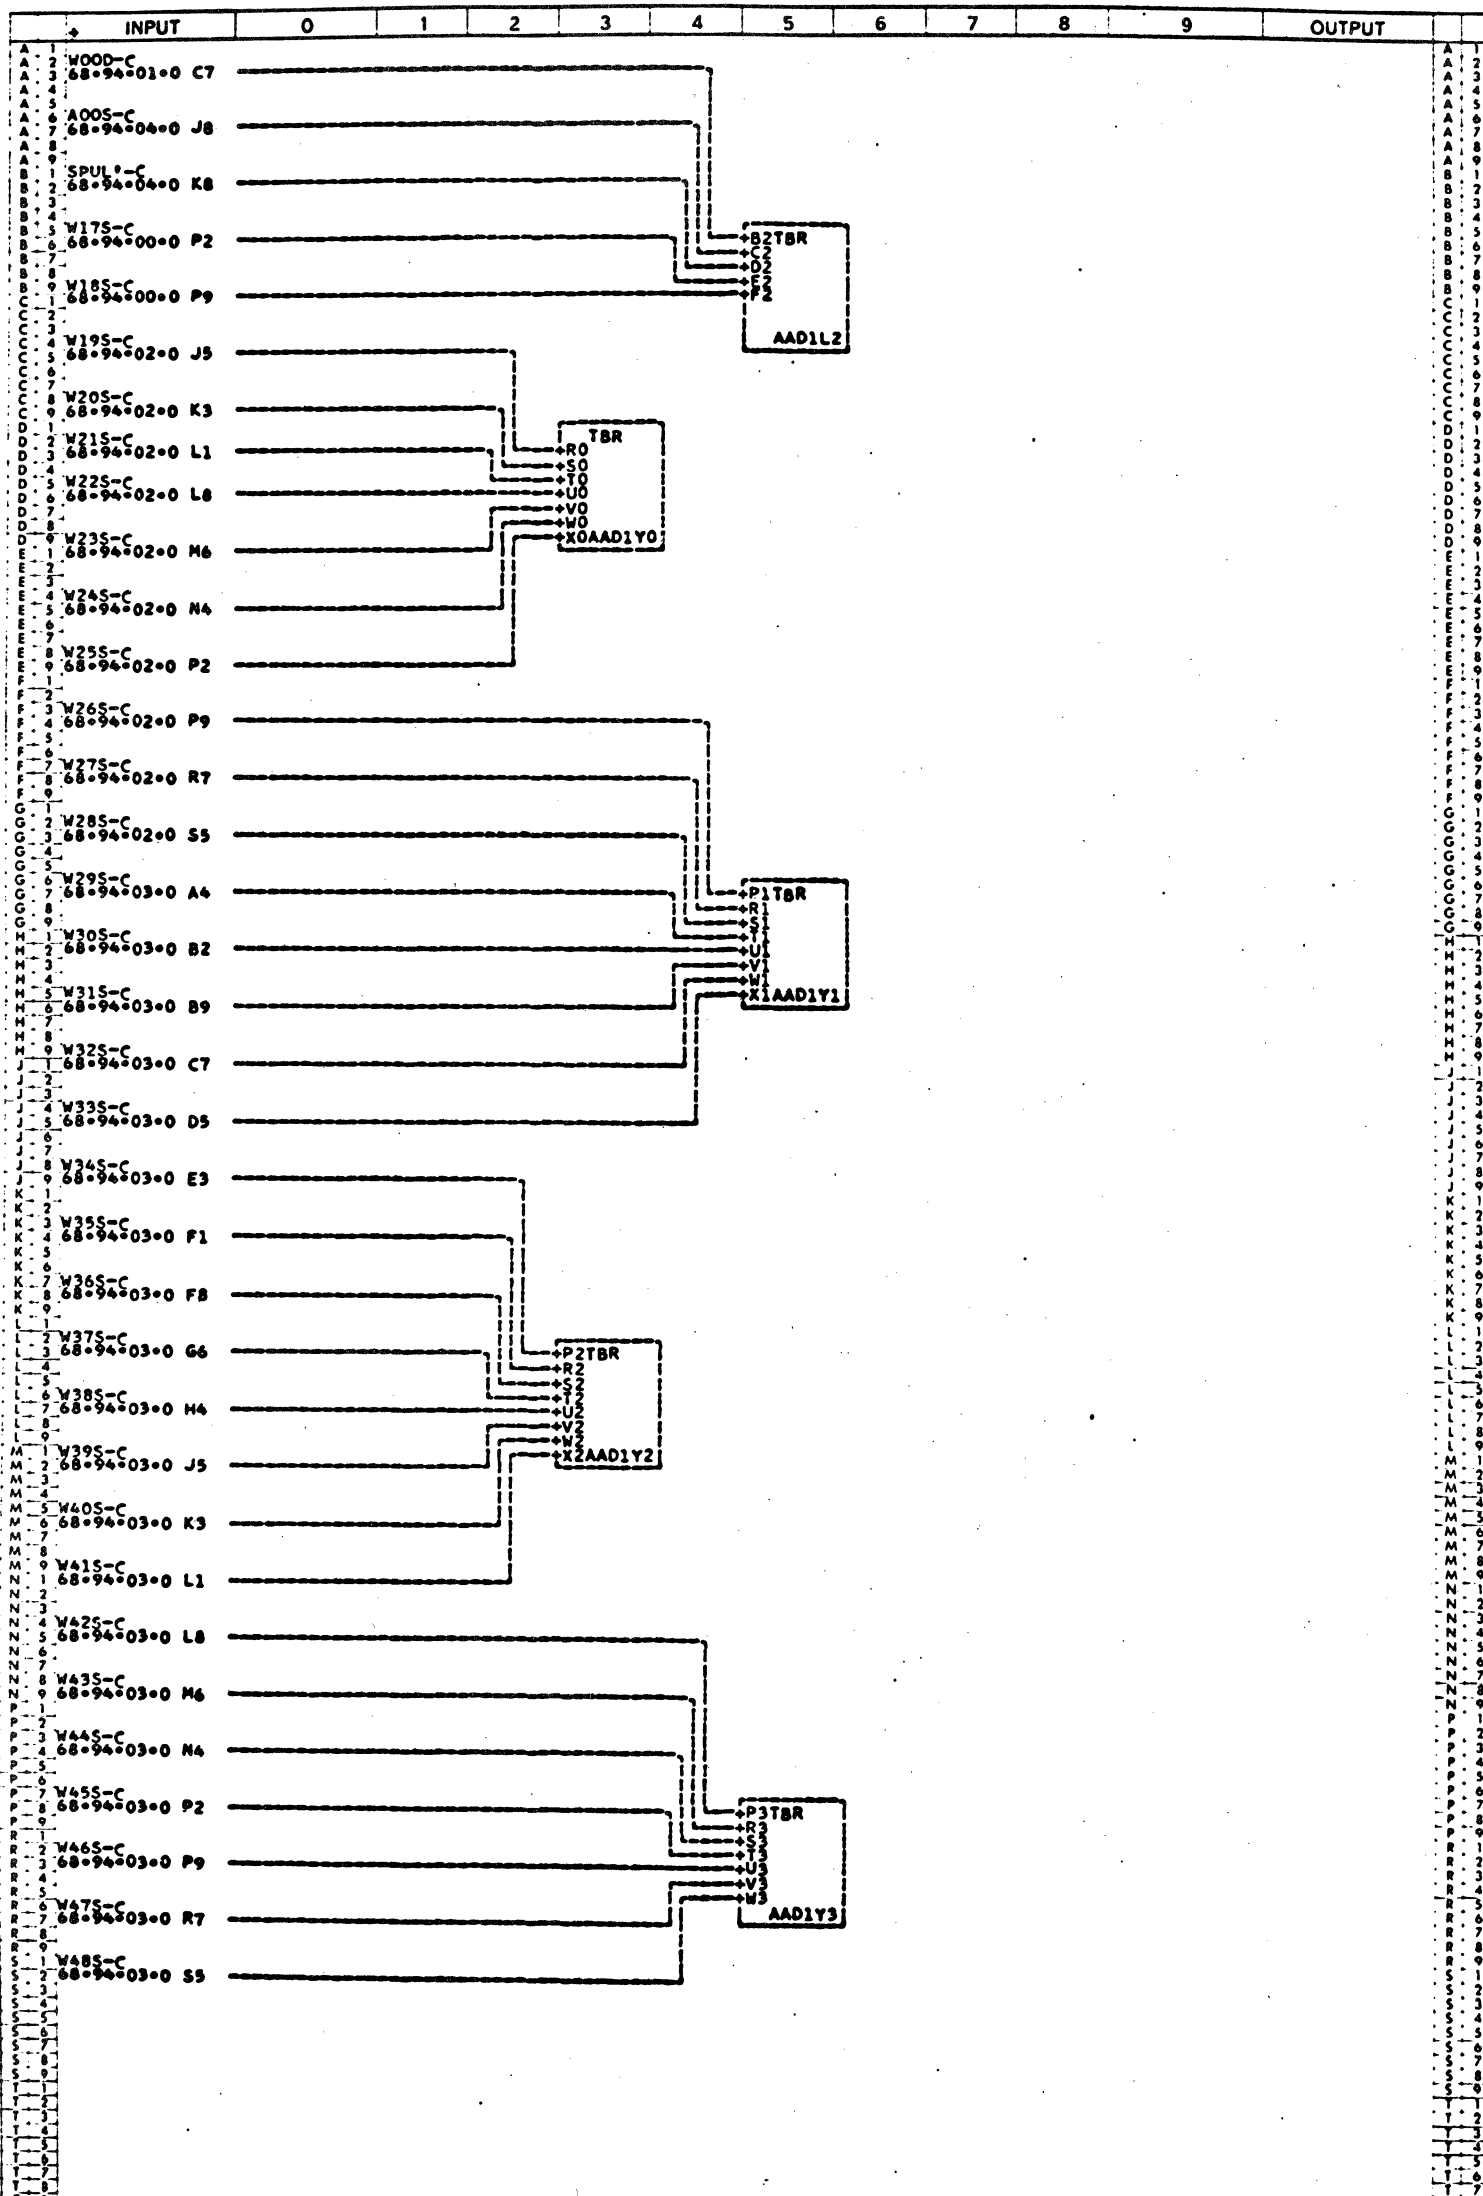 INPUT 0 1 2 3 4 5 6 7 8 9 OUTPUT
W00D-C
68•94•01•0 C7
A00S-C
68•94•04•0 J8
SPUL'-C
68•94•04•0 K8
W17S-C
68•94•00•0 P2
W18S-C
68•94•00•0 P9
+B2TBR
+C2
+D2
+E2
+F2
AAD1L2
W19S-C
68•94•02•0 J5
W20S-C
68•94•02•0 K3
W21S-C
68•94•02•0 L1
W22S-C
68•94•02•0 L8
W23S-C
68•94•02•0 M6
W24S-C
68•94•02•0 N4
W25S-C
68•94•02•0 P2
TBR
+R0
+S0
+T0
+U0
+V0
+W0
+X0AAD1Y0
W26S-C
68•94•02•0 P9
W27S-C
68•94•02•0 R7
W28S-C
68•94•02•0 S5
W29S-C
68•94•03•0 A4
W30S-C
68•94•03•0 B2
W31S-C
68•94•03•0 B9
W32S-C
68•94•03•0 C7
W33S-C
68•94•03•0 D5
+P1TBR
+R1
+S1
+T1
+U1
+V1
+W1
+X1AAD1Y1
W34S-C
68•94•03•0 E3
W35S-C
68•94•03•0 F1
W36S-C
68•94•03•0 F8
W37S-C
68•94•03•0 G6
W38S-C
68•94•03•0 H4
W39S-C
68•94•03•0 J5
W40S-C
68•94•03•0 K3
W41S-C
68•94•03•0 L1
+P2TBR
+R2
+S2
+T2
+U2
+V2
+W2
+X2AAD1Y2
W42S-C
68•94•03•0 L8
W43S-C
68•94•03•0 M6
W44S-C
68•94•03•0 N4
W45S-C
68•94•03•0 P2
W46S-C
68•94•03•0 P9
W47S-C
68•94•03•0 R7
W48S-C
68•94•03•0 S5
+P3TBR
+R3
+S3
+T3
+U3
+V3
+W3
AAD1Y3